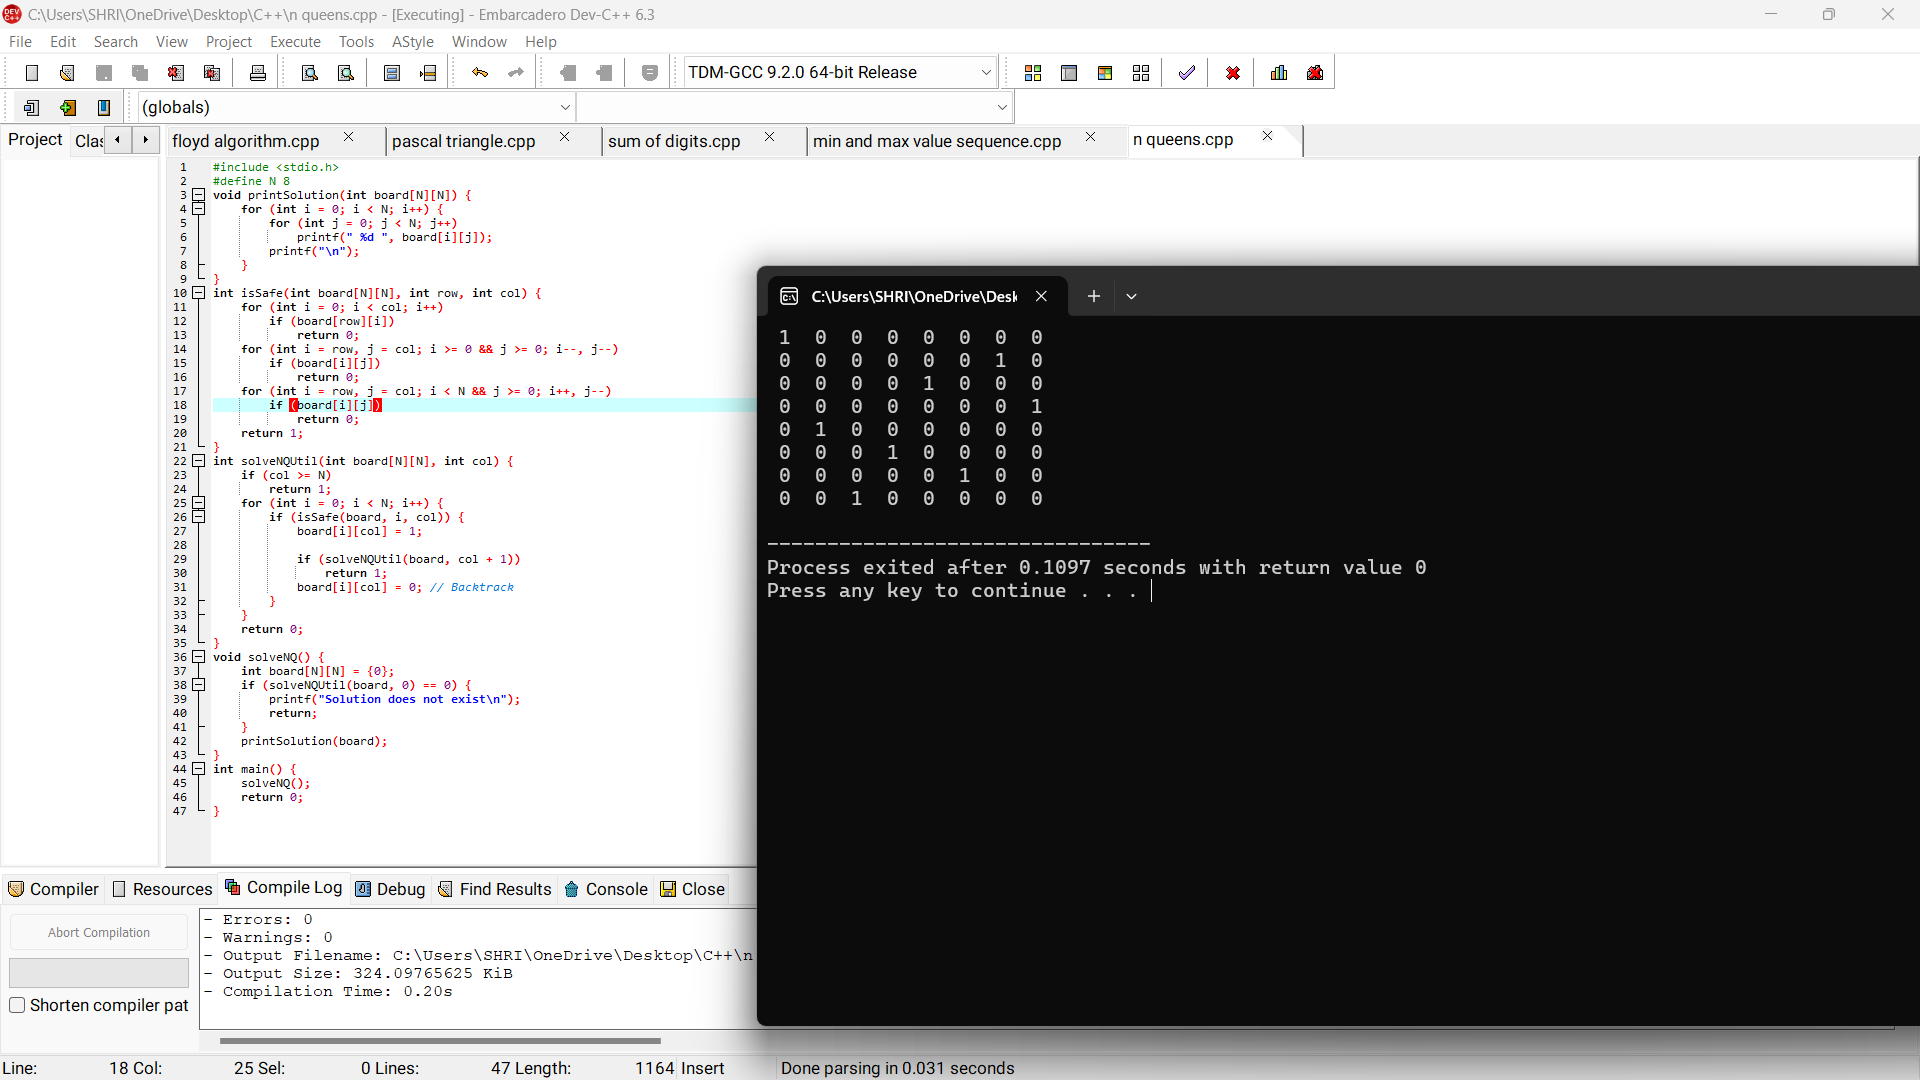 C:\Users\SHRI\OneDrive\Desktop\C++\n queens.cpp - [Executing] - Embarcadero Dev-C++ 6.3
File Edit Search View Project Execute Tools AStyle Window Help
TDM-GCC 9.2.0 64-bit Release
(globals)
Project Clas
floyd algorithm.cpp pascal triangle.cpp sum of digits.cpp min and max value sequence.cpp n queens.cpp
1 #include <stdio.h>
2 #define N 8
3 void printSolution(int board[N][N]) {
4 for (int i = 0; i < N; i++) {
5 for (int j = 0; j < N; j++)
6 printf(" %d ", board[i][j]);
7 printf("\n");
8 }
9 }
10 int isSafe(int board[N][N], int row, int col) {
11 for (int i = 0; i < col; i++)
12 if (board[row][i])
13 return 0;
14 for (int i = row, j = col; i >= 0 && j >= 0; i--, j--)
15 if (board[i][j])
16 return 0;
17 for (int i = row, j = col; i < N && j >= 0; i++, j--)
18 if (board[i][j])
19 return 0;
20 return 1;
21 }
22 int solveNQUtil(int board[N][N], int col) {
23 if (col >= N)
24 return 1;
25 for (int i = 0; i < N; i++) {
26 if (isSafe(board, i, col)) {
27 board[i][col] = 1;
28
29 if (solveNQUtil(board, col + 1))
30 return 1;
31 board[i][col] = 0; // Backtrack
32 }
33 }
34 return 0;
35 }
36 void solveNQ() {
37 int board[N][N] = {0};
38 if (solveNQUtil(board, 0) == 0) {
39 printf("Solution does not exist\n");
40 return;
41 }
42 printSolution(board);
43 }
44 int main() {
45 solveNQ();
46 return 0;
47 }
C:\Users\SHRI\OneDrive\Desk
1 0 0 0 0 0 0 0
0 0 0 0 0 0 1 0
0 0 0 0 1 0 0 0
0 0 0 0 0 0 0 1
0 1 0 0 0 0 0 0
0 0 0 1 0 0 0 0
0 0 0 0 0 1 0 0
0 0 1 0 0 0 0 0
--------------------------------
Process exited after 0.1097 seconds with return value 0
Press any key to continue . . .
Compiler Resources Compile Log Debug Find Results Console Close
Abort Compilation
Shorten compiler pat
- Errors: 0
- Warnings: 0
- Output Filename: C:\Users\SHRI\OneDrive\Desktop\C++\n
- Output Size: 324.09765625 KiB
- Compilation Time: 0.20s
Line: 18 Col: 25 Sel: 0 Lines: 47 Length: 1164 Insert Done parsing in 0.031 seconds